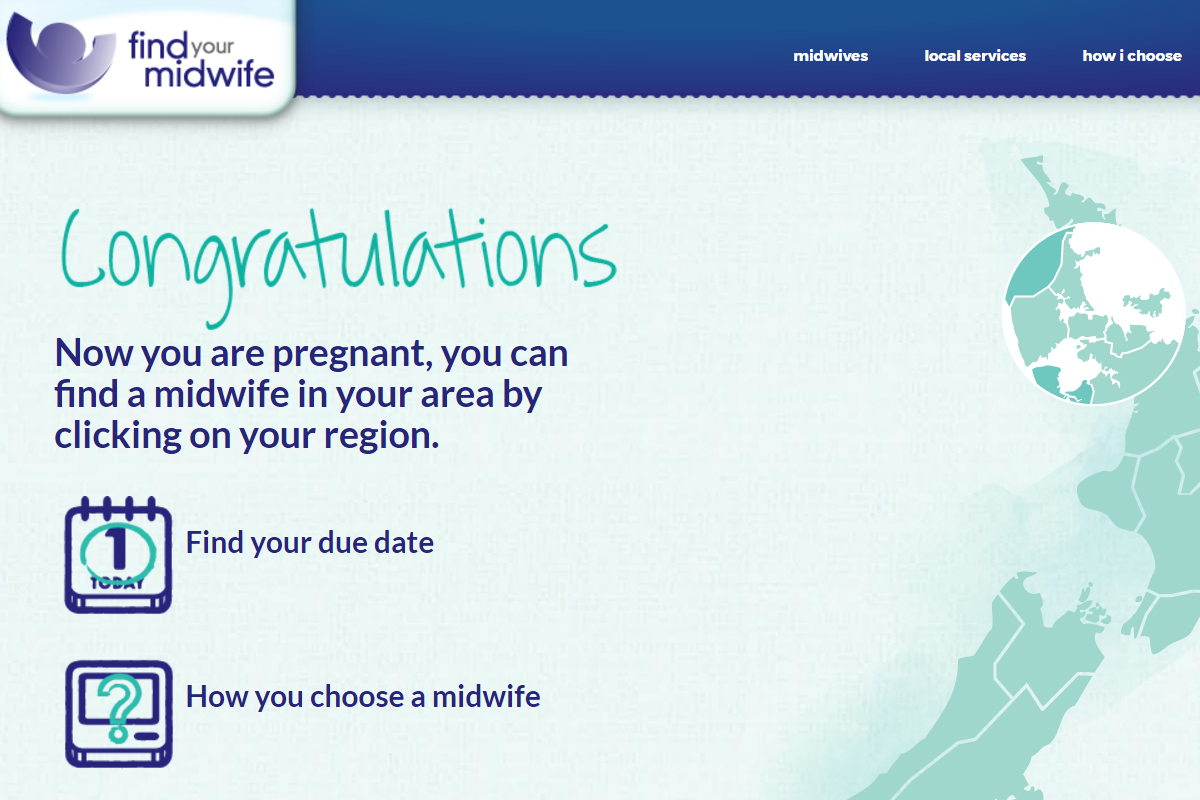 find your
midwife
midwives
local services
how i choose
Congratulations
Now you are pregnant, you can
find a midwife in your area by
clicking on your region.
1
TODAY
Find your due date
?
How you choose a midwife